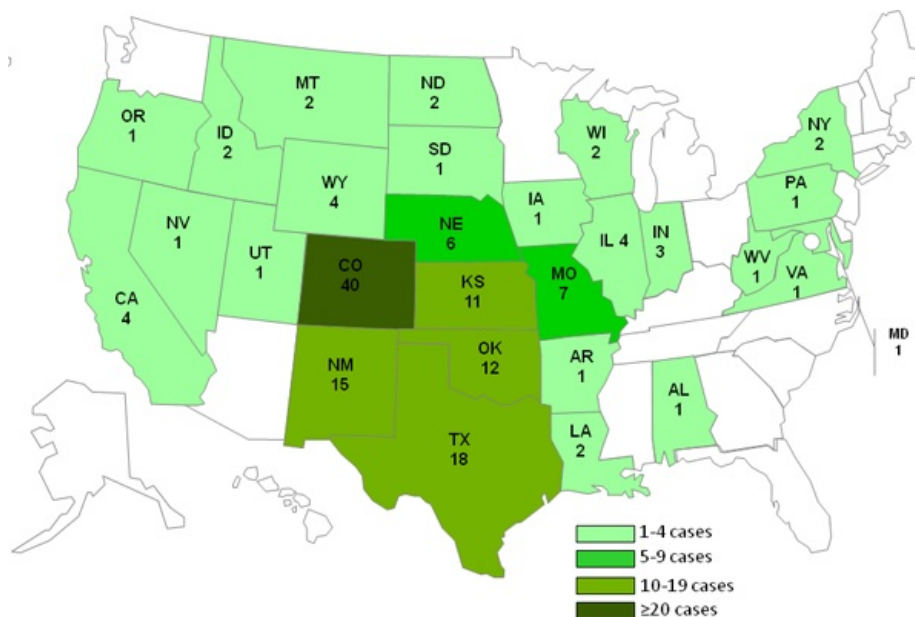 MT
2
ND
2
OR
1
ID
2
WI
2
NY
2
SD
1
WY
4
PA
1
IA
1
NE
6
NV
1
IL 4
IN
3
UT
1
CO
40
WV
1
VA
1
KS
11
MO
7
CA
4
MD
1
OK
12
AR
1
NM
15
AL
1
LA
2
TX
18
1-4 cases
5-9 cases
10-19 cases
≥20 cases